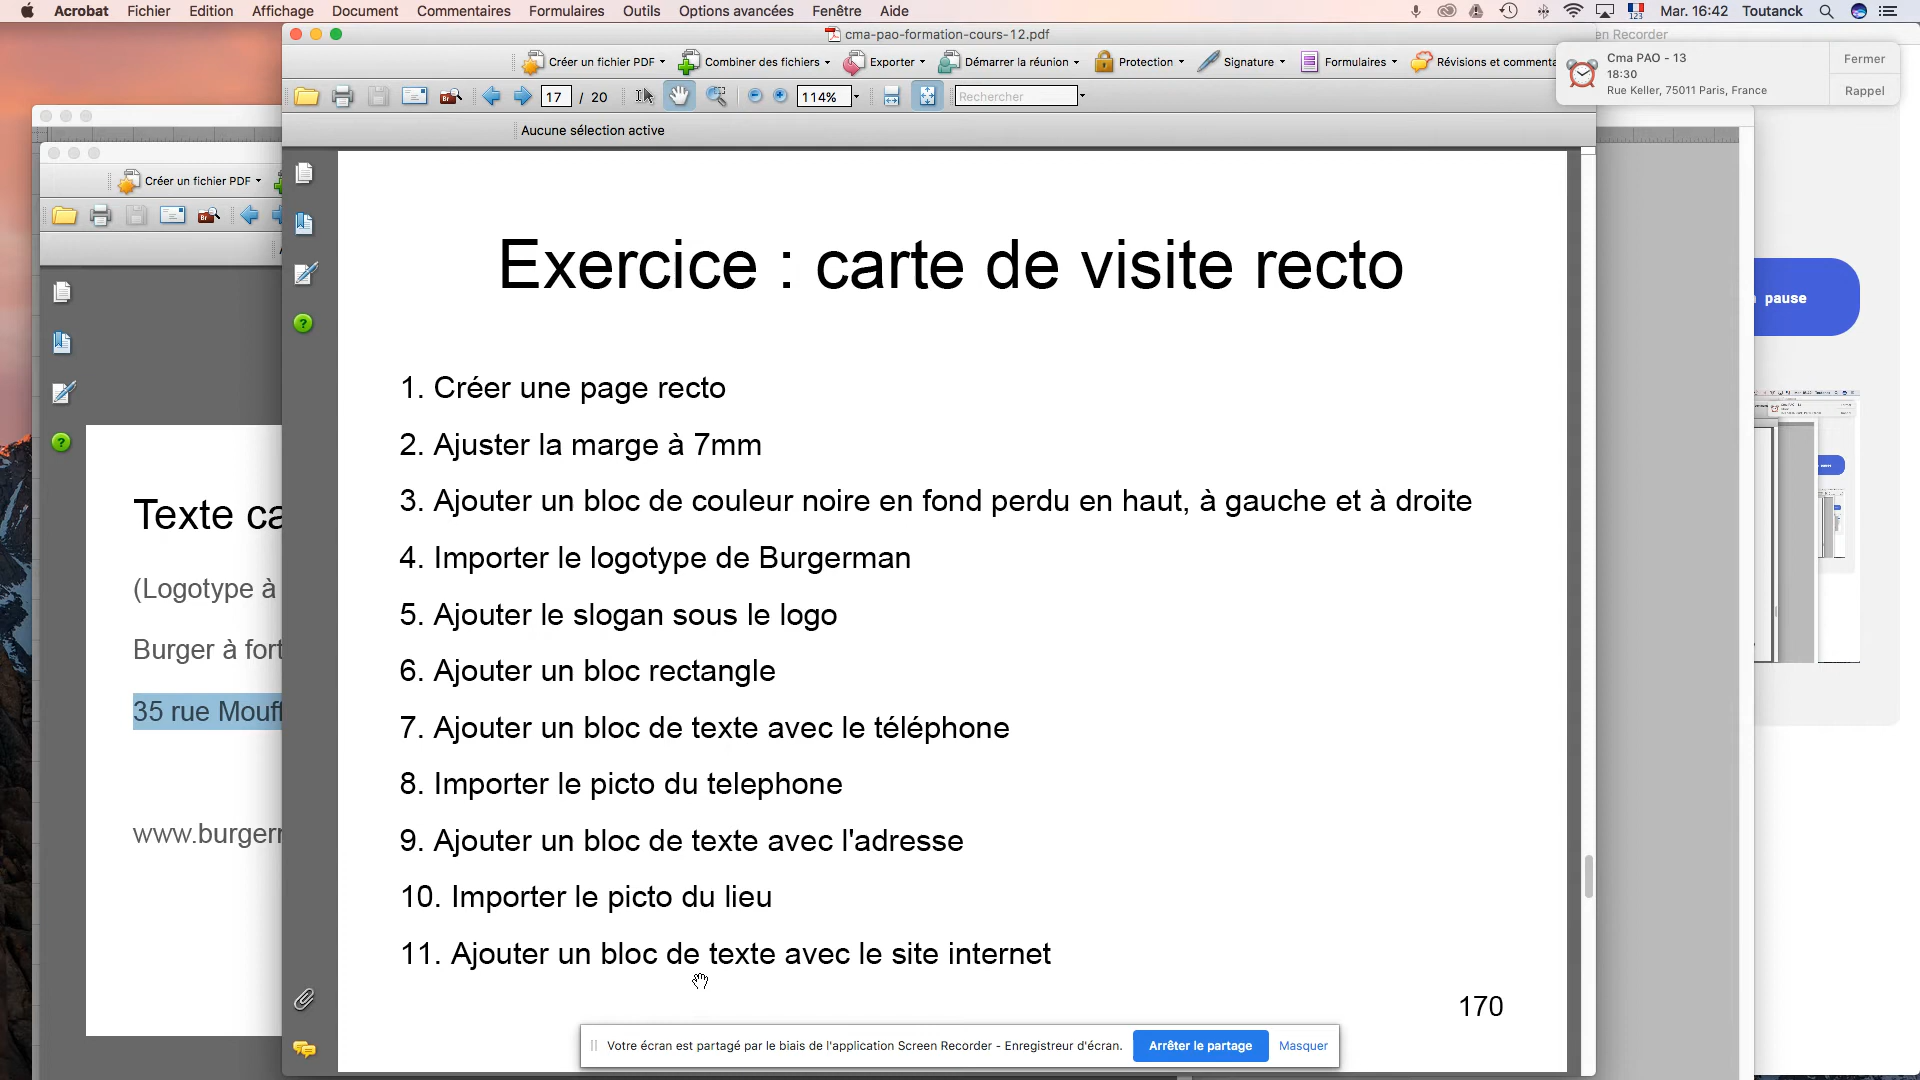 Acrobat Fichier Edition Affichage Document Commentaires Formulaires Outils Options avancées Fenêtre Aide
123 Mar. 16:42 Toutanck
cma-pao-formation-cours-12.pdf
en Recorder
Créer un fichier PDF Combiner des fichiers Exporter Démarrer la réunion Protection Signature Formulaires Révisions et commenta
Cma PAO - 13
18:30
Rue Keller, 75011 Paris, France
Fermer
Rappel
17 / 20 114% Rechercher
Aucune sélection active
Créer un fichier PDF
Exercice : carte de visite recto
1. Créer une page recto
2. Ajuster la marge à 7mm
3. Ajouter un bloc de couleur noire en fond perdu en haut, à gauche et à droite
4. Importer le logotype de Burgerman
5. Ajouter le slogan sous le logo
6. Ajouter un bloc rectangle
7. Ajouter un bloc de texte avec le téléphone
8. Importer le picto du telephone
9. Ajouter un bloc de texte avec l'adresse
10. Importer le picto du lieu
11. Ajouter un bloc de texte avec le site internet
170
Texte ca
(Logotype à
Burger à fort
35 rue Mouff
www.burgerr
pause
Votre écran est partagé par le biais de l'application Screen Recorder - Enregistreur d'écran. Arrêter le partage Masquer